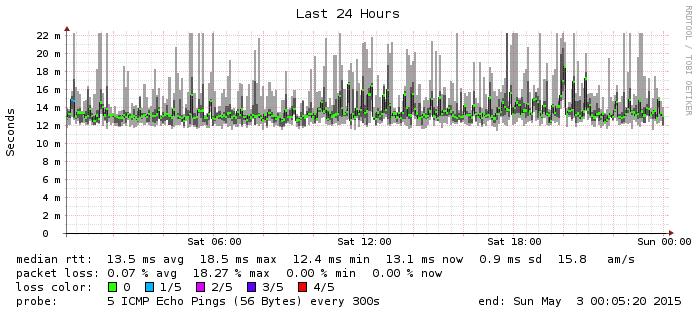 Last 24 Hours
RRDTOOL / TOBI OETIKER
Seconds
22 m
20 m
18 m
16 m
14 m
12 m
10 m
8 m
6 m
4 m
2 m
0
Sat 06:00 Sat 12:00 Sat 18:00 Sun 00:00
median rtt: 13.5 ms avg 18.5 ms max 12.4 ms min 13.1 ms now 0.9 ms sd 15.8 am/s
packet loss: 0.07 % avg 18.27 % max 0.00 % min 0.00 % now
loss color: 0 1/5 2/5 3/5 4/5
probe: 5 ICMP Echo Pings (56 Bytes) every 300s end: Sun May 3 00:05:20 2015